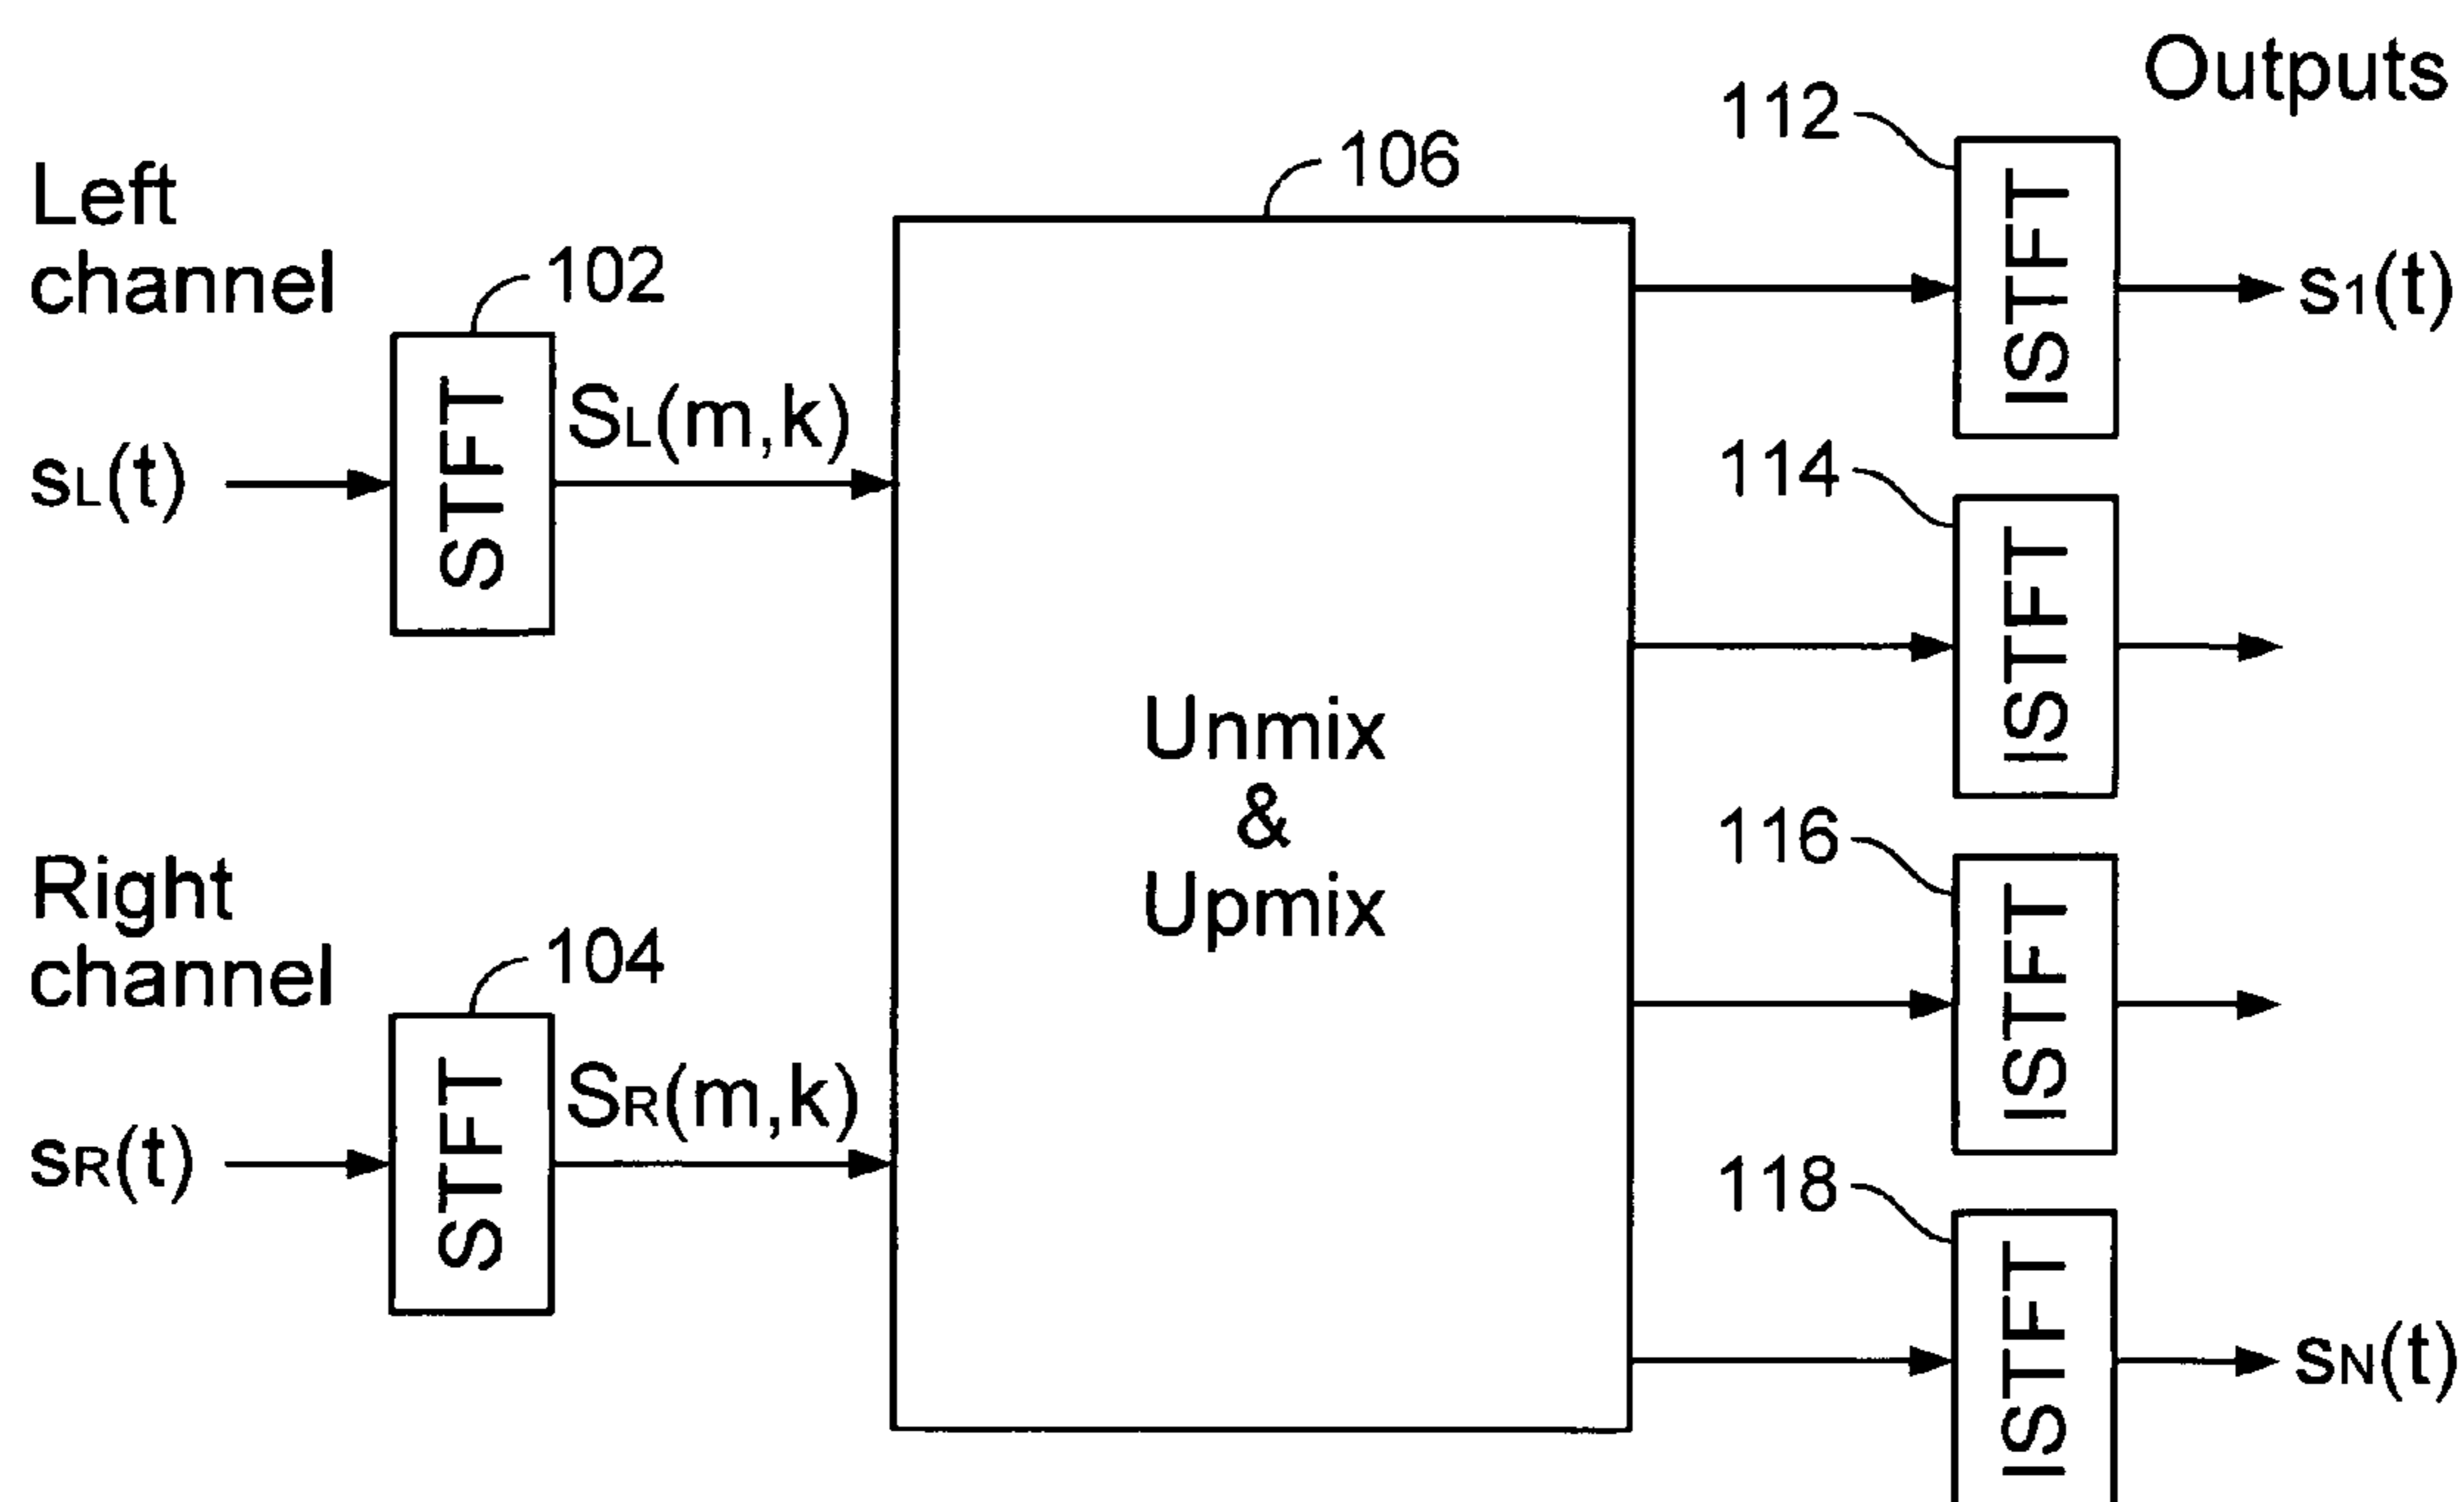 Outputs
112
106
Left
channel
102
ISTFT
s1(t)
STFT
SL(m,k)
sL(t)
114
ISTFT
Unmix
&
Upmix
116
Right
channel
104
ISTFT
STFT
SR(m,k)
sR(t)
118
ISTFT
sN(t)